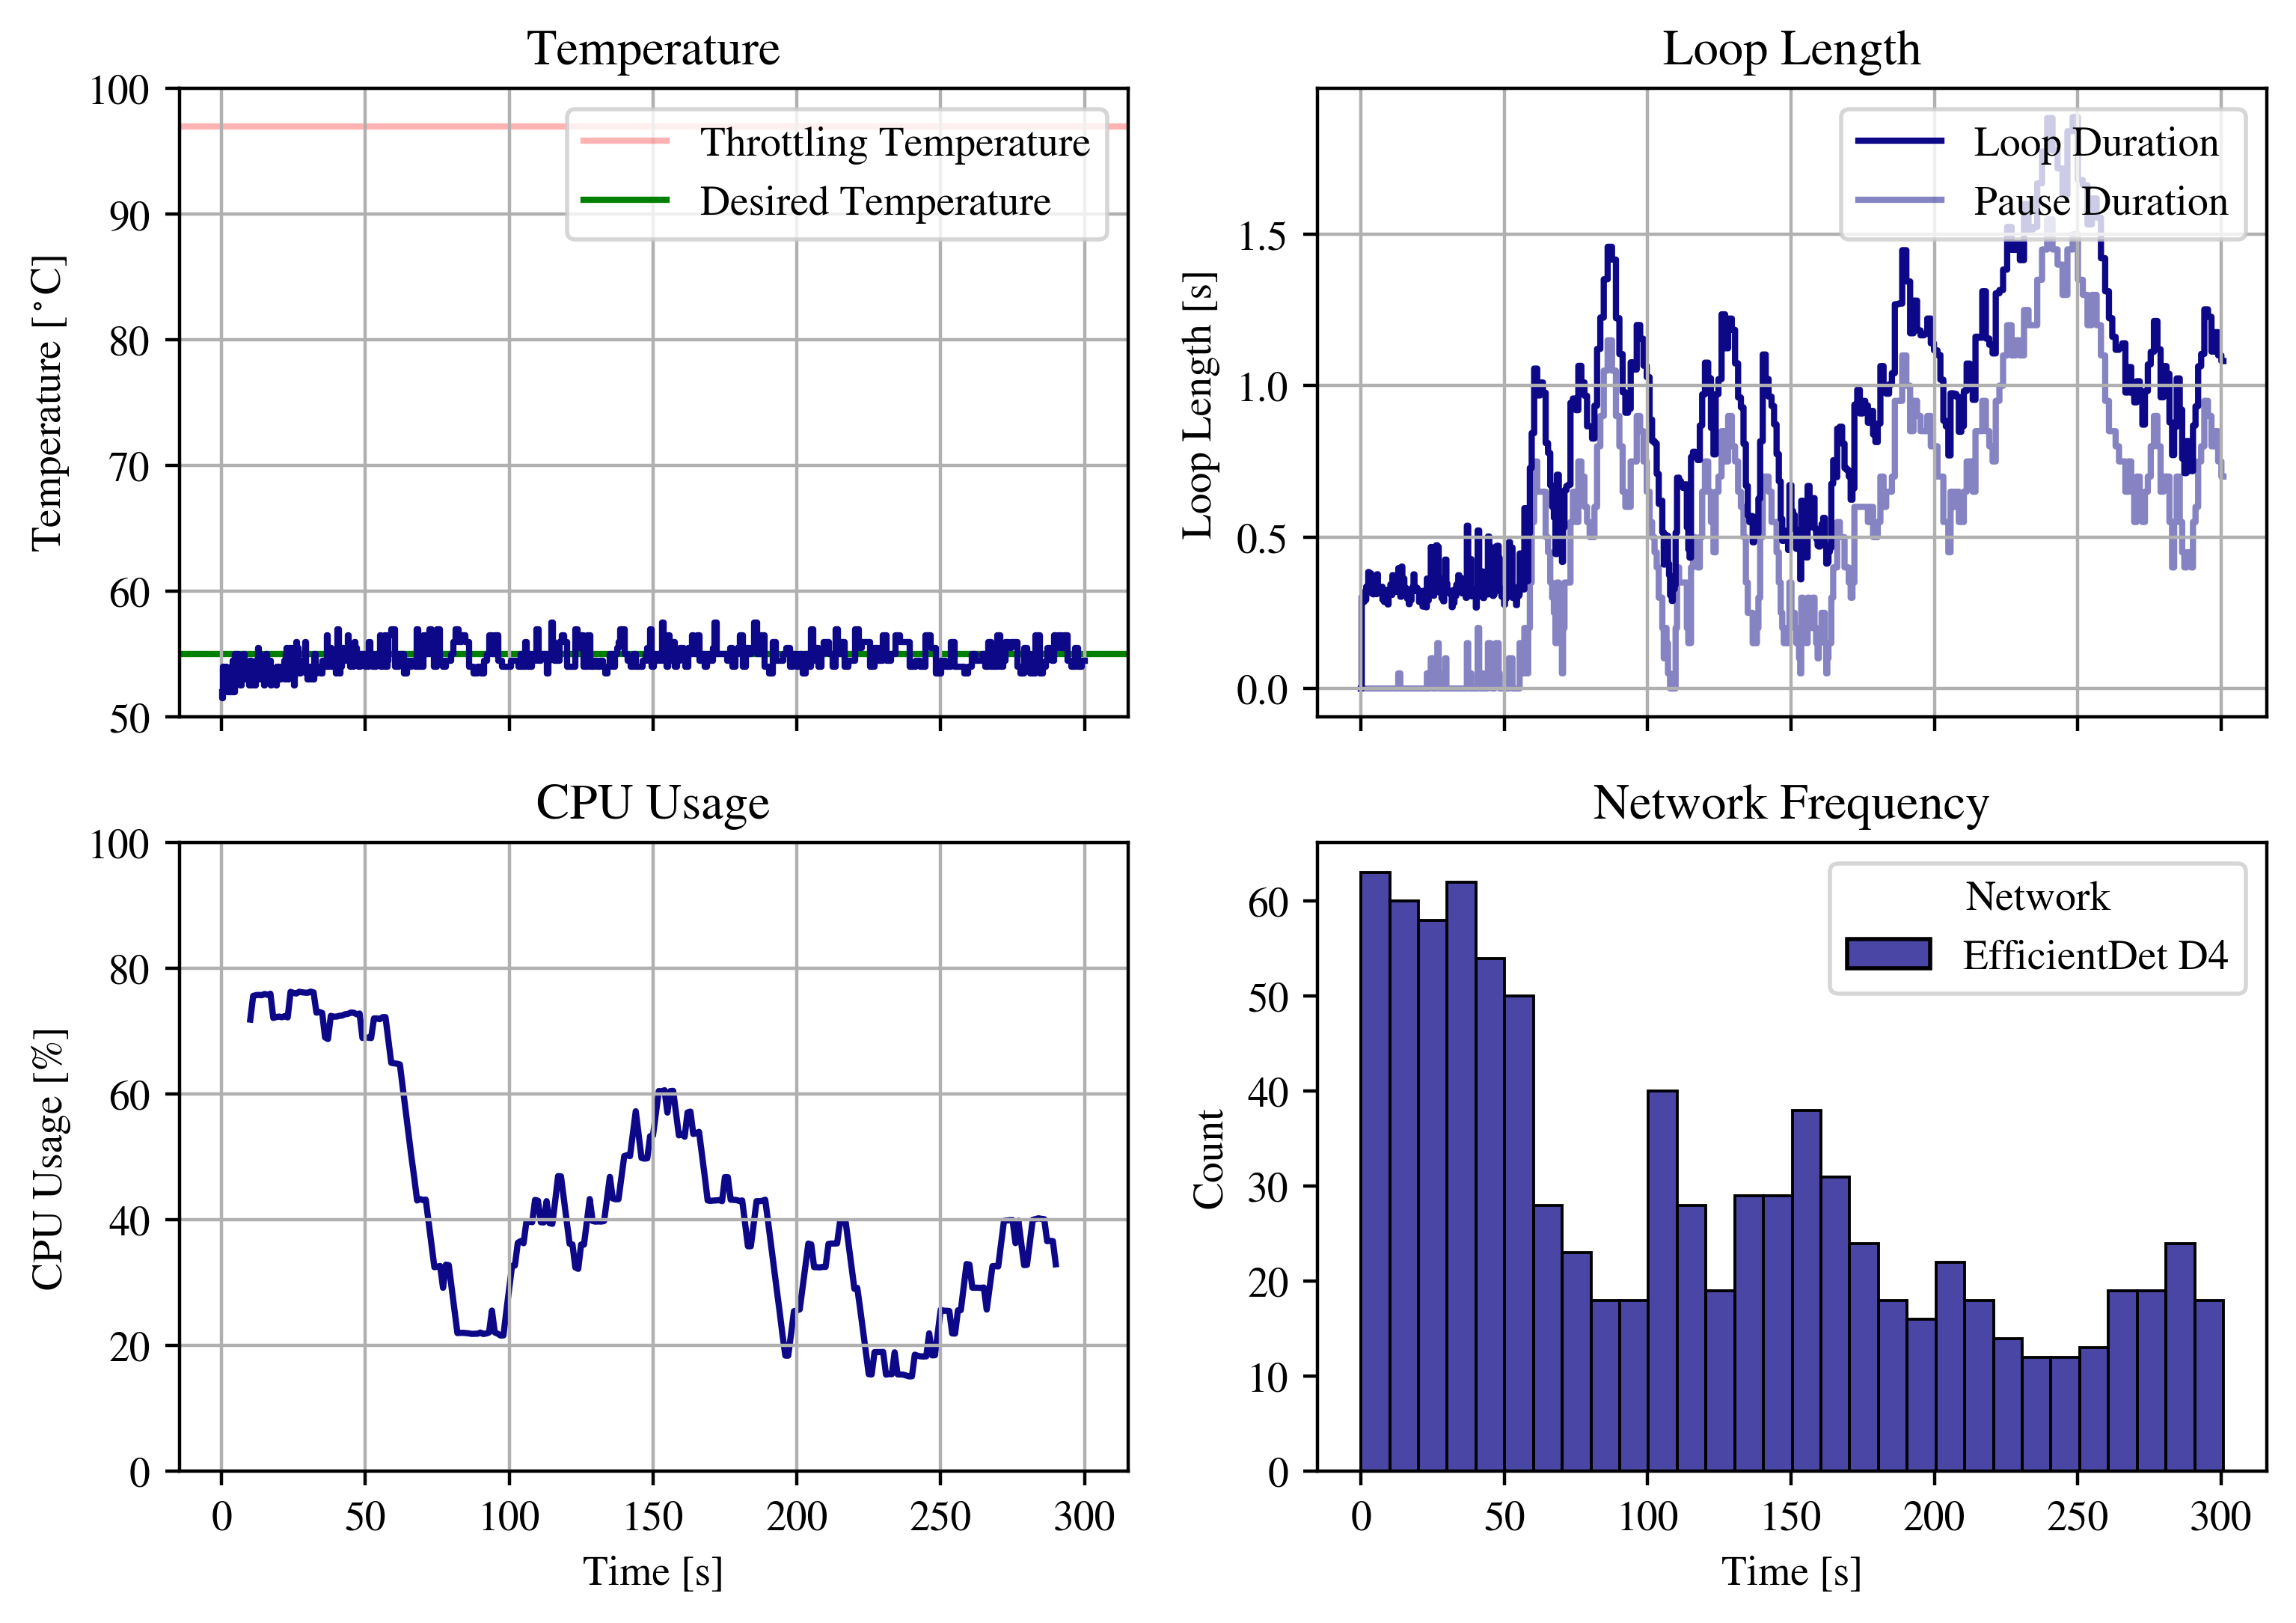 Temperature
100
90
80
70
60
50
Temperature [°C]
Throttling Temperature
Desired Temperature
Loop Length
1.5
1.0
0.5
0.0
Loop Length [s]
Loop Duration
Pause Duration
CPU Usage
100
80
60
40
20
0
CPU Usage [%]
0 50 100 150 200 250 300
Time [s]
Network Frequency
60
50
40
30
20
10
0
Count
Network
EfficientDet D4
0 50 100 150 200 250 300
Time [s]